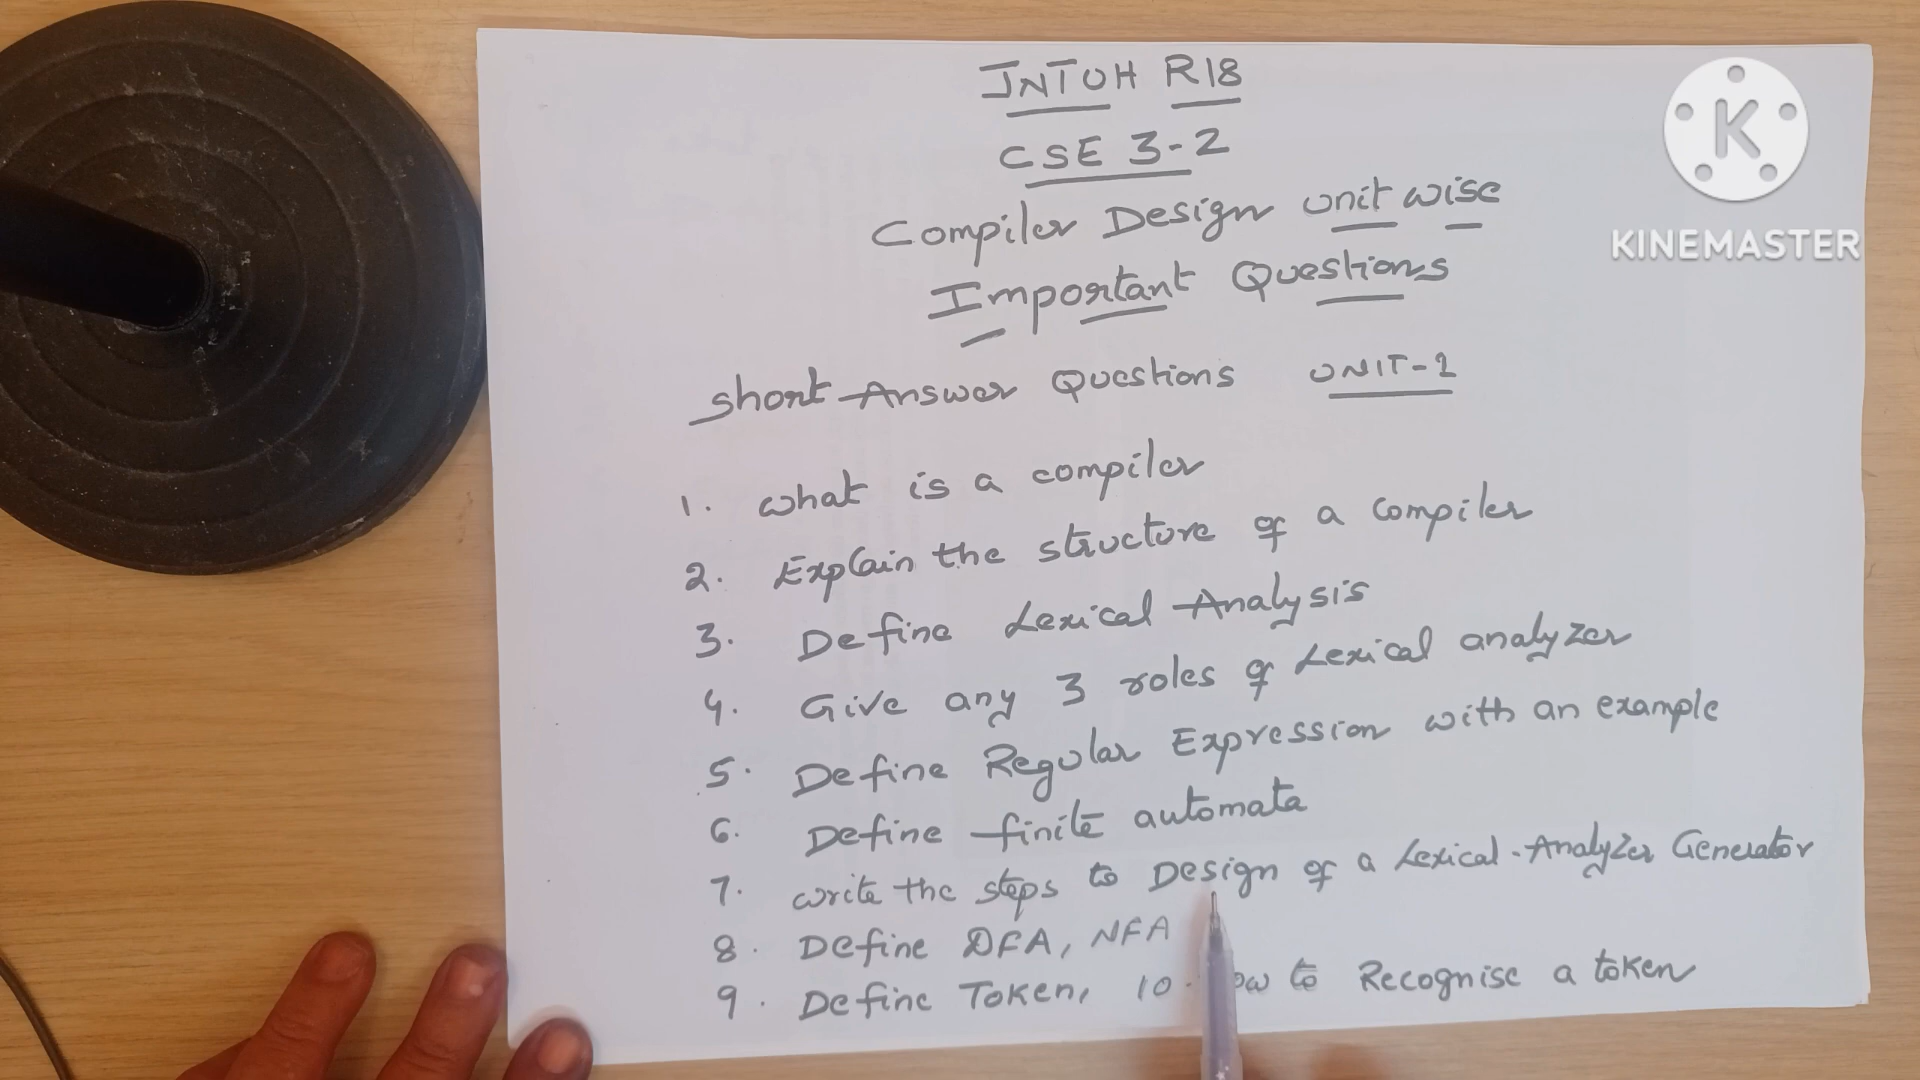 JNTUH R18
CSE 3-2
Compiler Design unit wise
Important Questions
Short Answer Questions UNIT-1
1. what is a compiler
2. Explain the structure of a compiler
3. Define Lexical Analysis
4. Give any 3 roles of Lexical analyzer
5. Define Regular Expression with an example
6. Define finite automata
7. write the steps to Design of a Lexical-Analyzer Generator
8. Define DFA, NFA
9. Define Token, 10. ow to Recognise a token
K
KINEMASTER